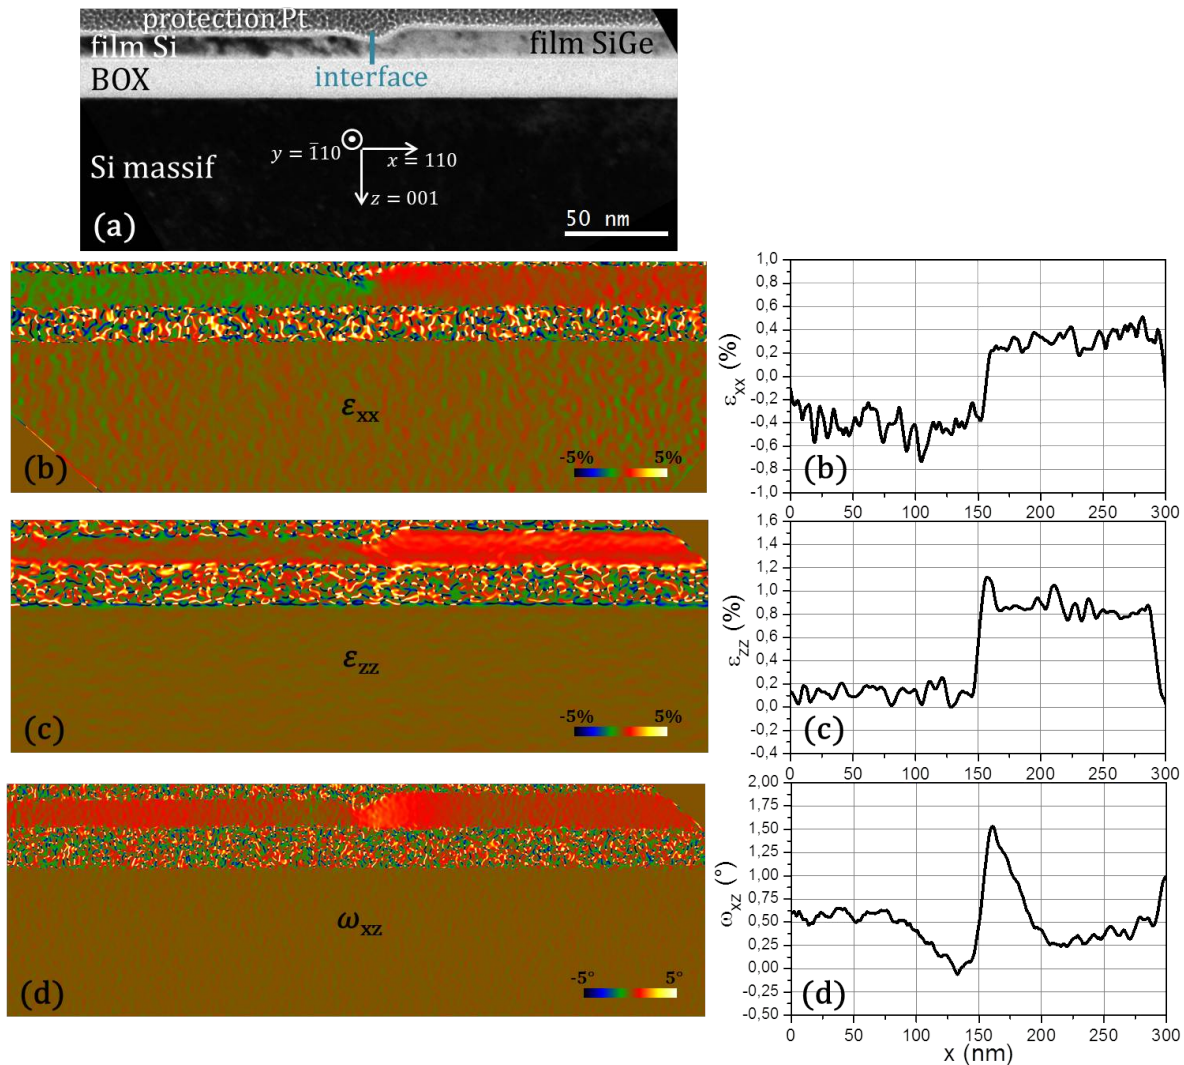 protection Pt
film Si
film SiGe
BOX
interface
y = 1̄10
x = 110
Si massif
z = 001
(a)
50 nm
εxx
-5% 5%
(b)
1,0
0,8
0,6
0,4
0,2
0,0
-0,2
-0,4
-0,6
-0,8
-1,0
εxx (%)
(b)
0 50 100 150 200 250 300
εzz
-5% 5%
(c)
1,6
1,4
1,2
1,0
0,8
0,6
0,4
0,2
0,0
-0,2
-0,4
εzz (%)
(c)
0 50 100 150 200 250 300
ωxz
-5° 5°
(d)
2,00
1,75
1,50
1,25
1,00
0,75
0,50
0,25
0,00
-0,25
-0,50
ωxz (°)
(d)
0 50 100 150 200 250 300
x (nm)